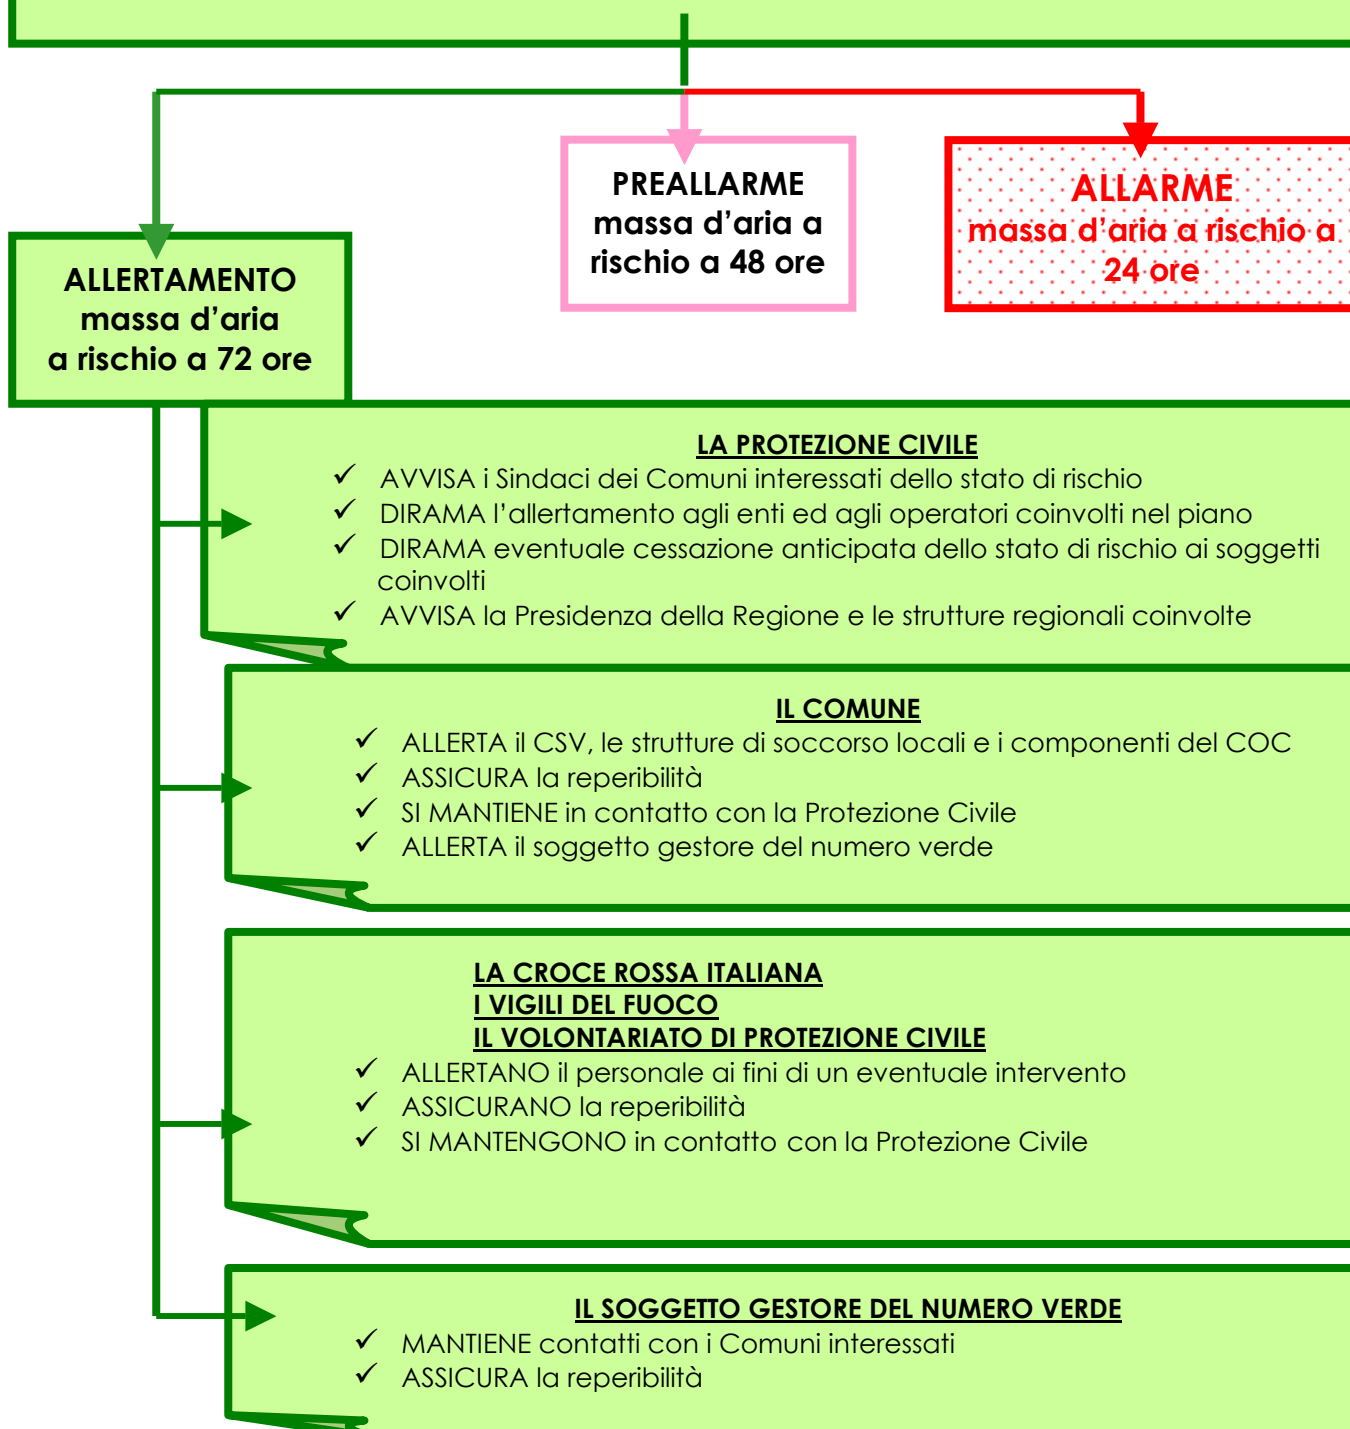 PREALLARME
massa d'aria a
rischio a 48 ore
ALLARME
massa d'aria a rischio a
24 ore
ALLERTAMENTO
massa d'aria
a rischio a 72 ore
LA PROTEZIONE CIVILE
✓ AVVISA i Sindaci dei Comuni interessati dello stato di rischio
✓ DIRAMA l'allertamento agli enti ed agli operatori coinvolti nel piano
✓ DIRAMA eventuale cessazione anticipata dello stato di rischio ai soggetti
coinvolti
✓ AVVISA la Presidenza della Regione e le strutture regionali coinvolte
IL COMUNE
✓ ALLERTA il CSV, le strutture di soccorso locali e i componenti del COC
✓ ASSICURA la reperibilità
✓ SI MANTIENE in contatto con la Protezione Civile
✓ ALLERTA il soggetto gestore del numero verde
LA CROCE ROSSA ITALIANA
I VIGILI DEL FUOCO
IL VOLONTARIATO DI PROTEZIONE CIVILE
✓ ALLERTANO il personale ai fini di un eventuale intervento
✓ ASSICURANO la reperibilità
✓ SI MANTENGONO in contatto con la Protezione Civile
IL SOGGETTO GESTORE DEL NUMERO VERDE
✓ MANTIENE contatti con i Comuni interessati
✓ ASSICURA la reperibilità